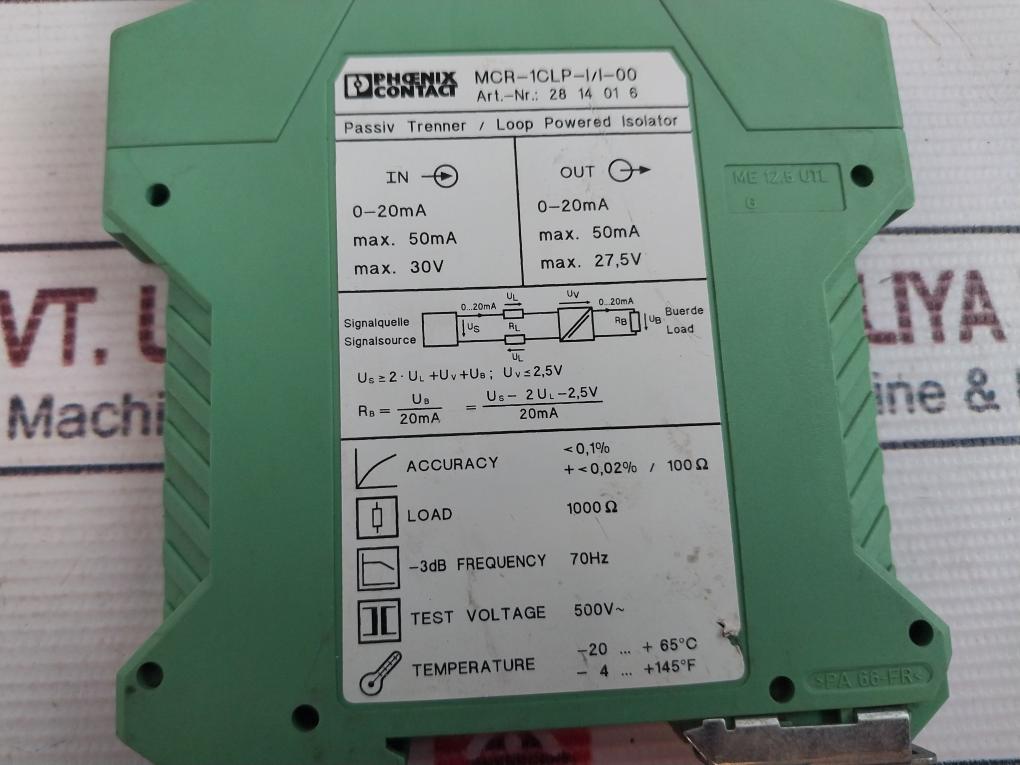 PHŒNIX
CONTACT
MCR-1CLP-I/I-00
Art.-Nr.: 28 14 01 6
Passiv Trenner / Loop Powered Isolator
IN
0-20mA
max. 50mA
max. 30V
OUT
0-20mA
max. 50mA
max. 27,5V
ME 12.5 UTL
G
Signalquelle
Signalsource
0...20mA
UL
US
RL
UL
UV
0...20mA
RB
UB
Buerde
Load
US ≥ 2 · UL + UV + UB ; UV ≤ 2,5V
RB = UB / 20mA = US - 2 UL - 2,5V / 20mA
ACCURACY <0,1%
+<0,02% / 100Ω
LOAD 1000Ω
-3dB FREQUENCY 70Hz
TEST VOLTAGE 500V~
TEMPERATURE -20 ... + 65°C
- 4 ... +145°F
>PA 66-FR<
VT. U
LIYA
Machi
ine &